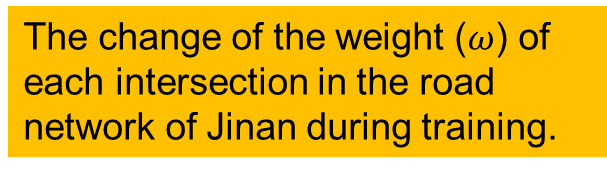 The change of the weight (ω) of
each intersection in the road
network of Jinan during training.